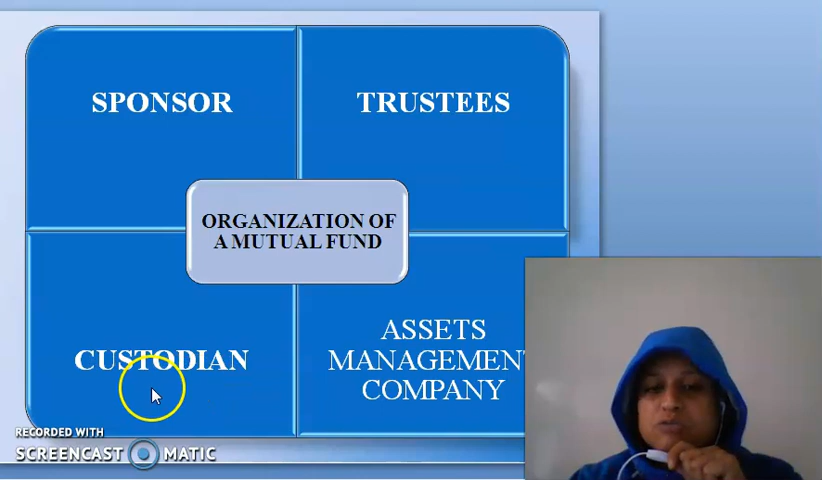 SPONSOR
TRUSTEES
ORGANIZATION OF
A MUTUAL FUND
CUSTODIAN
ASSETS
MANAGEMENT
COMPANY
RECORDED WITH
SCREENCAST MATIC